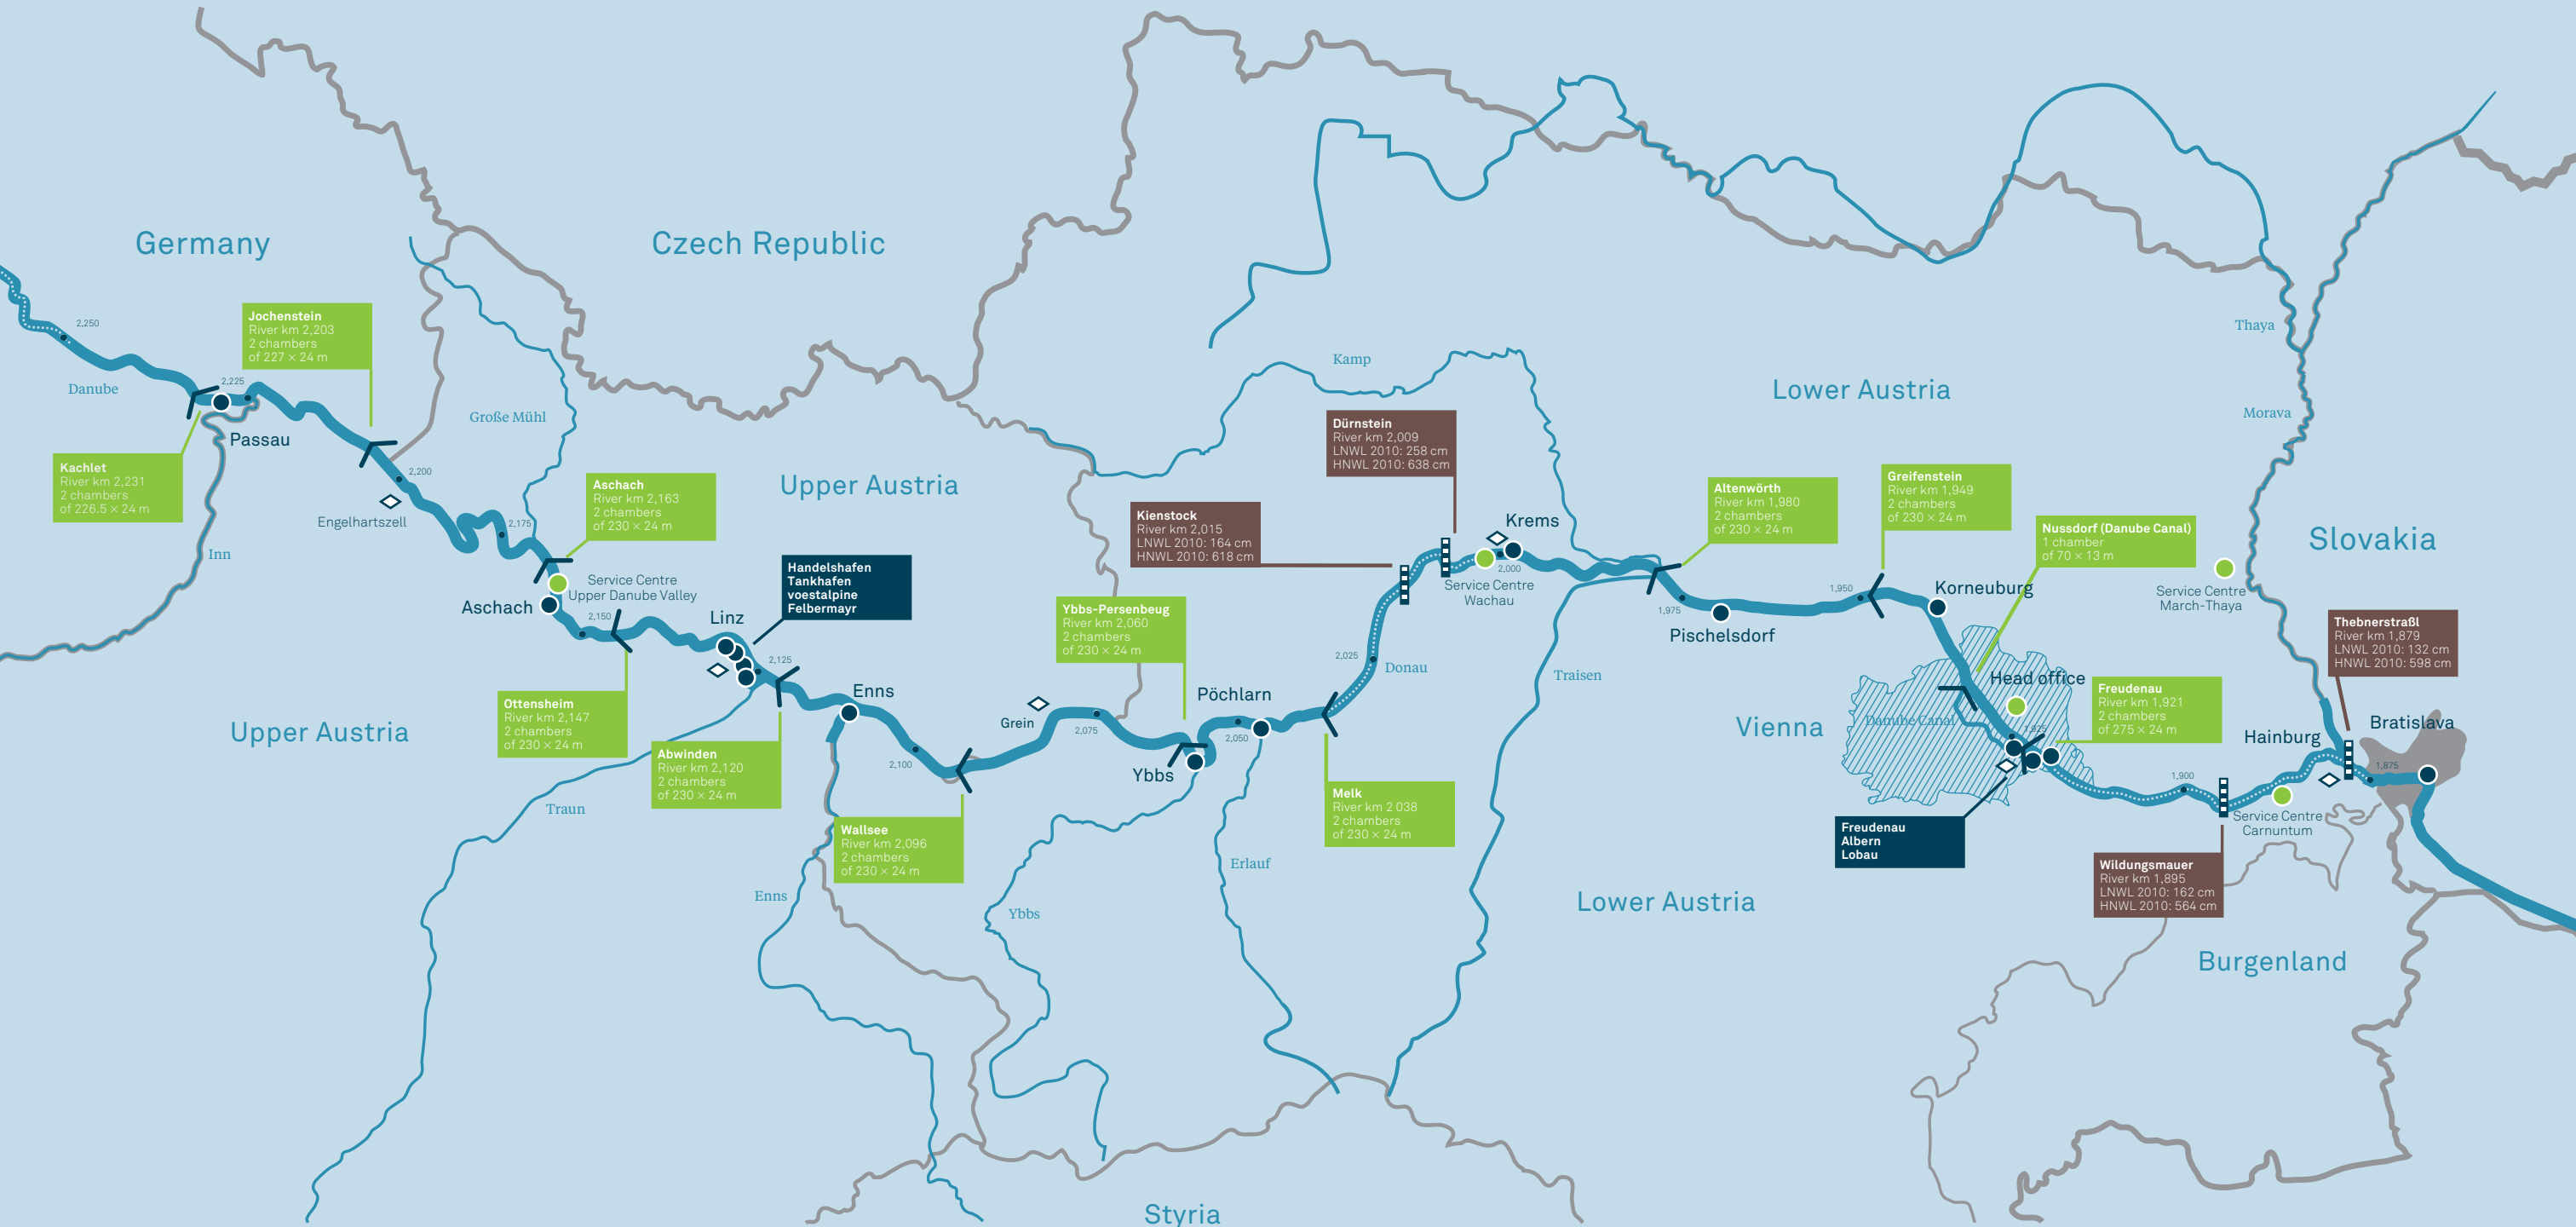 Germany
Czech Republic
Jochenstein
River km 2,203
2 chambers
of 227 × 24 m
2,250
Danube
2,225
Passau
Kachlet
River km 2,231
2 chambers
of 226.5 × 24 m
Inn
Große Mühl
2,200
Engelhartszell
2,175
Aschach
River km 2,163
2 chambers
of 230 × 24 m
Upper Austria
Service Centre
Upper Danube Valley
Aschach
2,150
Linz
Handelshafen
Tankhafen
voestalpine
Felbermayr
2,125
Ottensheim
River km 2,147
2 chambers
of 230 × 24 m
Upper Austria
Abwinden
River km 2,120
2 chambers
of 230 × 24 m
Traun
Enns
2,100
Wallsee
River km 2,096
2 chambers
of 230 × 24 m
Enns
Grein
2,075
Ybbs-Persenbeug
River km 2,060
2 chambers
of 230 × 24 m
Ybbs
Pöchlarn
2,050
Ybbs
Erlauf
Melk
River km 2 038
2 chambers
of 230 × 24 m
Kamp
Dürnstein
River km 2,009
LNWL 2010: 258 cm
HNWL 2010: 638 cm
Kienstock
River km 2,015
LNWL 2010: 164 cm
HNWL 2010: 618 cm
2,025
Donau
Krems
2,000
Service Centre
Wachau
Traisen
Lower Austria
Altenwörth
River km 1,980
2 chambers
of 230 × 24 m
1,975
Pischelsdorf
Greifenstein
River km 1,949
2 chambers
of 230 × 24 m
1,950
Korneuburg
Nussdorf (Danube Canal)
1 chamber
of 70 × 13 m
Head office
Vienna
Danube Canal
1,925
Freudenau
River km 1,921
2 chambers
of 275 × 24 m
Freudenau
Albern
Lobau
Lower Austria
Thaya
Morava
Slovakia
Service Centre
March-Thaya
Thebnerstraßl
River km 1,879
LNWL 2010: 132 cm
HNWL 2010: 598 cm
Bratislava
Hainburg
1,875
1,900
Service Centre
Carnuntum
Wildungsmauer
River km 1,895
LNWL 2010: 162 cm
HNWL 2010: 564 cm
Burgenland
Styria